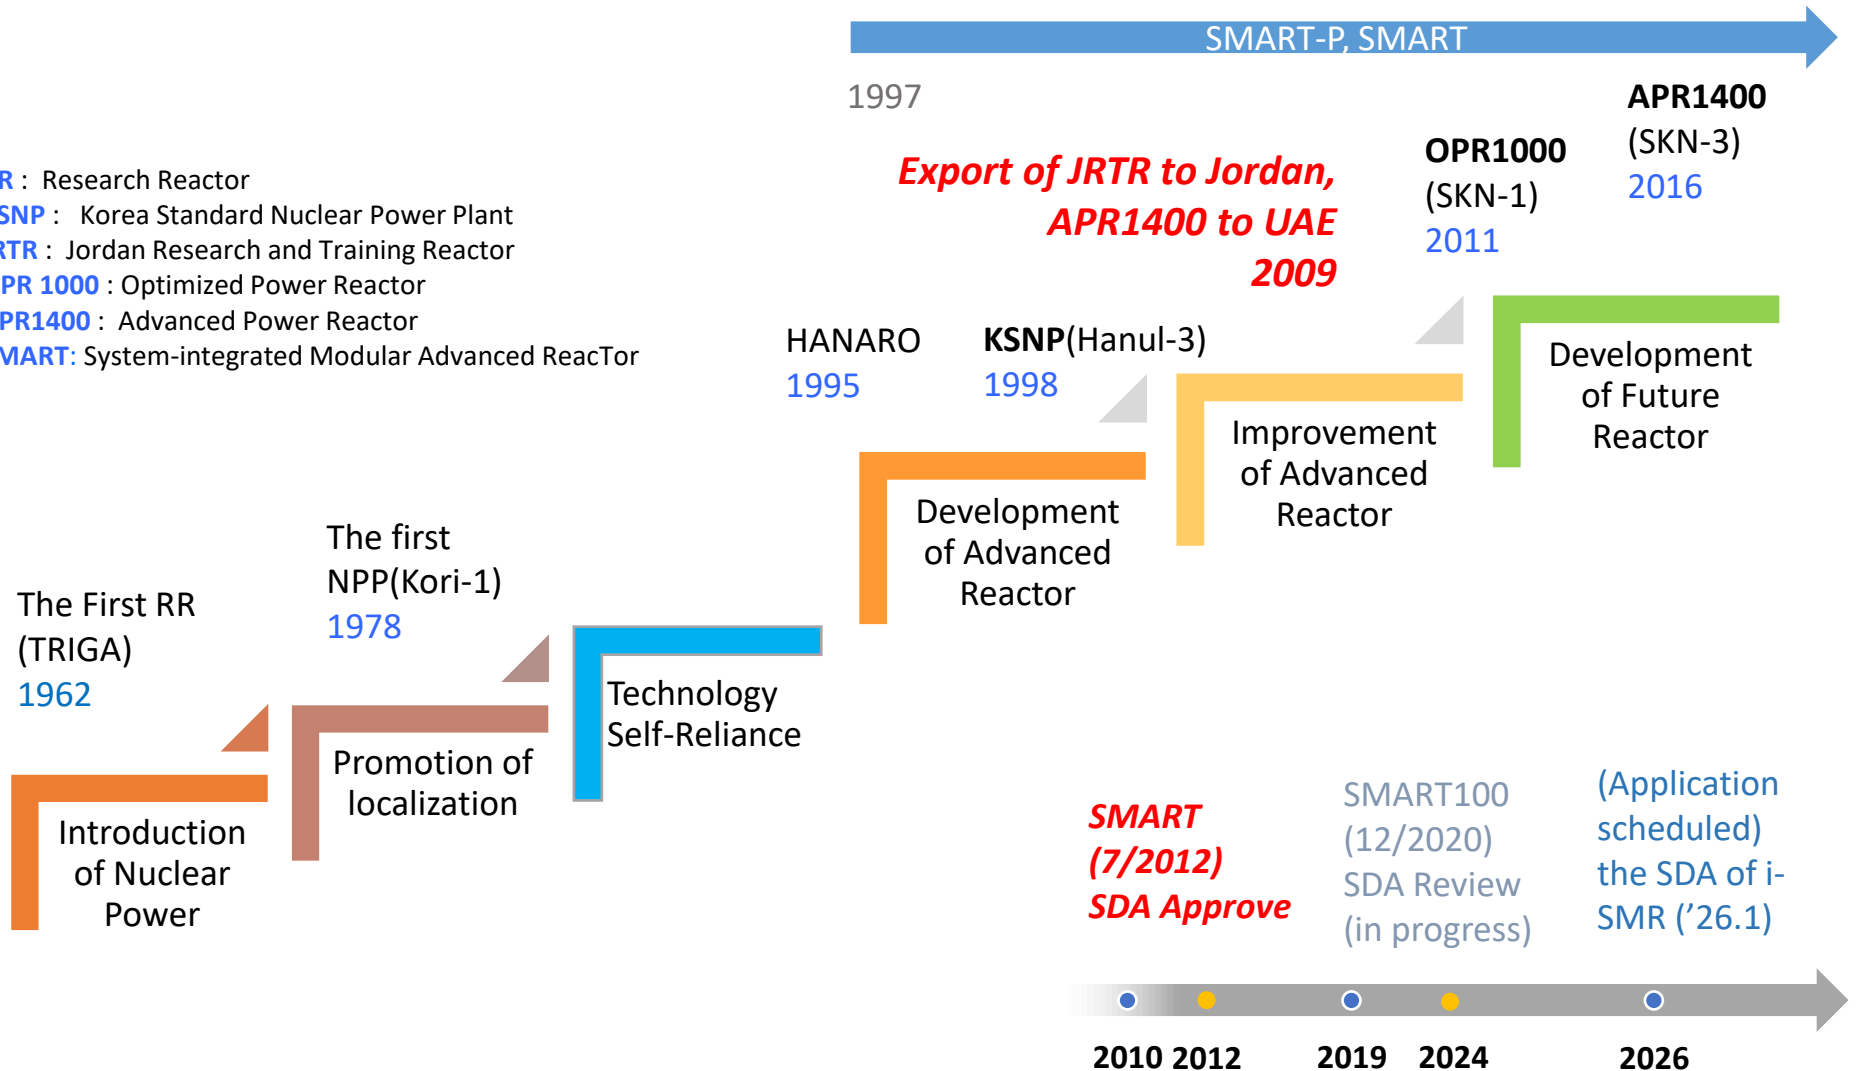 SMART-P, SMART
1997
APR1400
(SKN-3)
2016
OPR1000
(SKN-1)
2011
Export of JRTR to Jordan,
APR1400 to UAE
2009
R : Research Reactor
SNP : Korea Standard Nuclear Power Plant
RTR : Jordan Research and Training Reactor
PR 1000 : Optimized Power Reactor
PR1400 : Advanced Power Reactor
MART: System-integrated Modular Advanced ReacTor
HANARO
1995
KSNP(Hanul-3)
1998
Development
of Future
Reactor
Improvement
of Advanced
Reactor
Development
of Advanced
Reactor
The first
NPP(Kori-1)
1978
The First RR
(TRIGA)
1962
Technology
Self-Reliance
Promotion of
localization
Introduction
of Nuclear
Power
SMART
(7/2012)
SDA Approve
SMART100
(12/2020)
SDA Review
(in progress)
(Application
scheduled)
the SDA of i-
SMR (’26.1)
2010 2012 2019 2024 2026